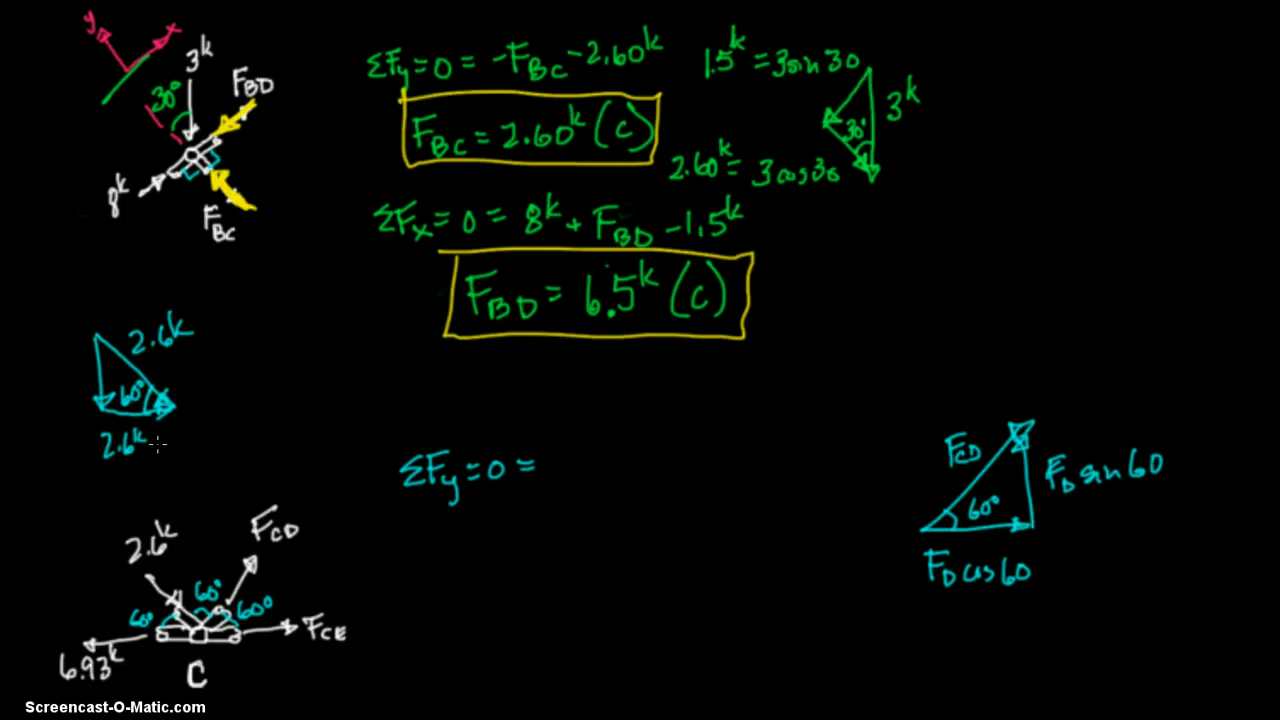 y
x
3k
30°
FBD
8k
FBC
ΣFy=0 = -FBC -2.60k
FBC = 2.60k (C)
1.5k = 3sin30
3k
30°
2.60k = 3cos30
ΣFx = 0 = 8k + FBD -1.5k
FBD = 6.5k (C)
2.6k
60°
2.6k
ΣFy=0 =
FCD
60°
FD sin60
FD cos60
2.6k
FCD
60°
60°
60°
FCE
6.93k
C
Screencast-O-Matic.com